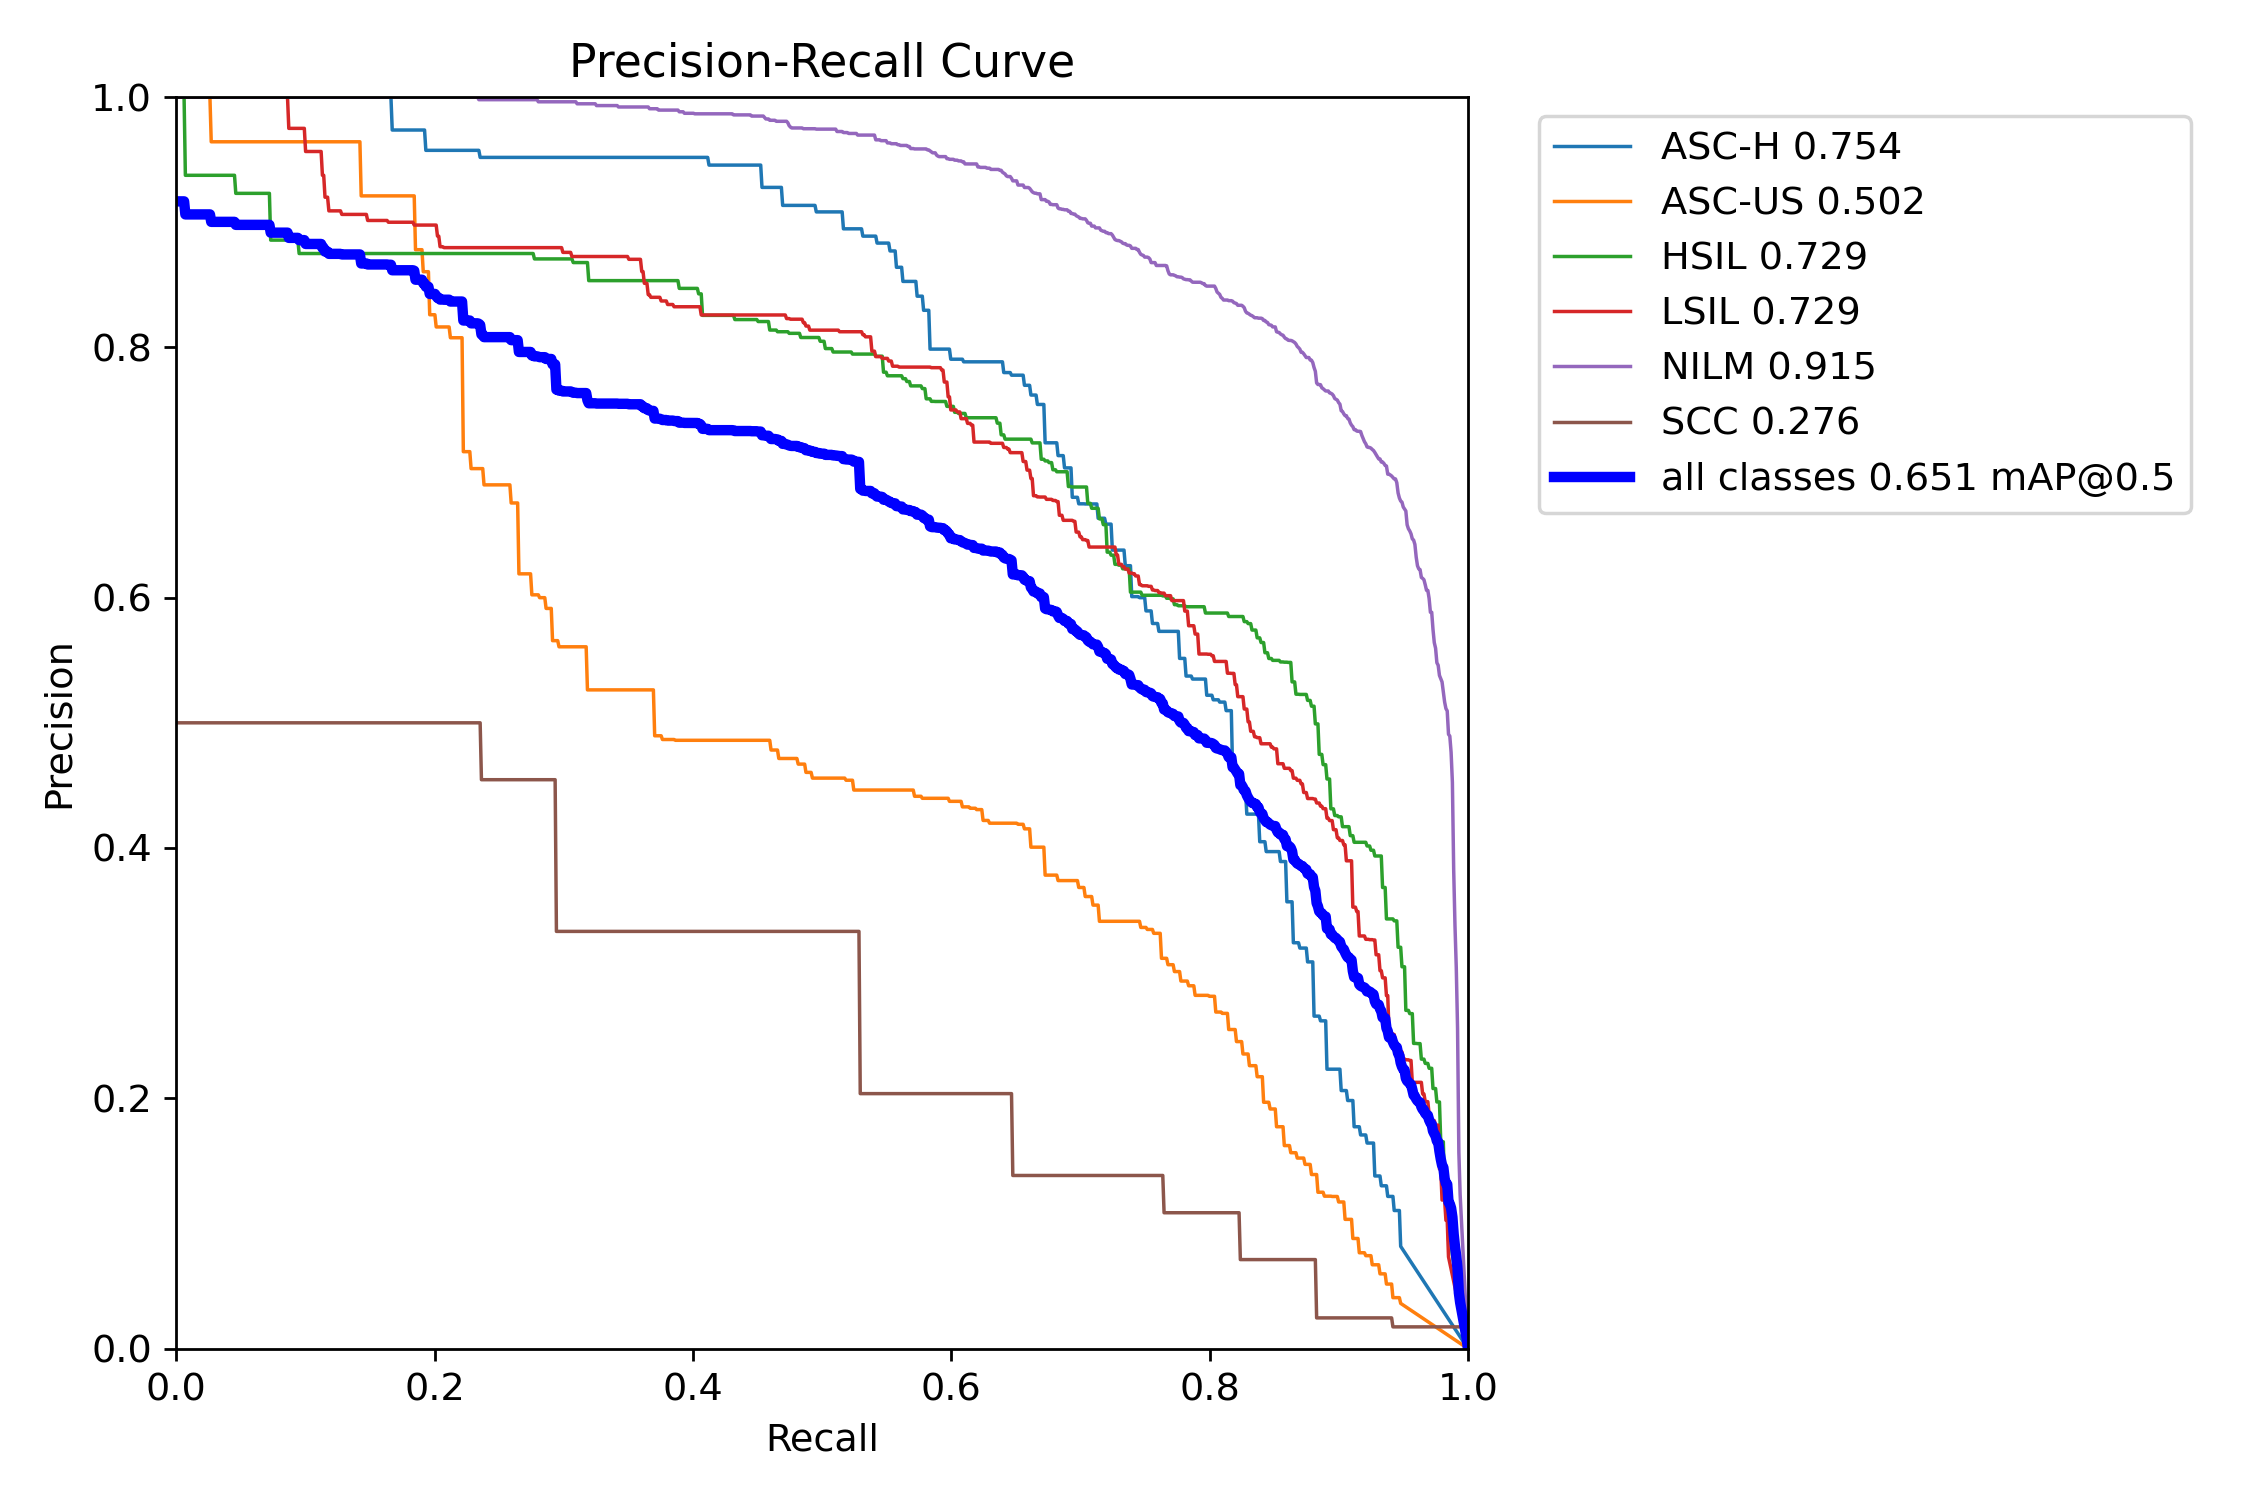 Precision-Recall Curve
1.0
0.8
0.6
0.4
0.2
0.0
Precision
0.0 0.2 0.4 0.6 0.8 1.0
Recall
ASC-H 0.754
ASC-US 0.502
HSIL 0.729
LSIL 0.729
NILM 0.915
SCC 0.276
all classes 0.651 mAP@0.5